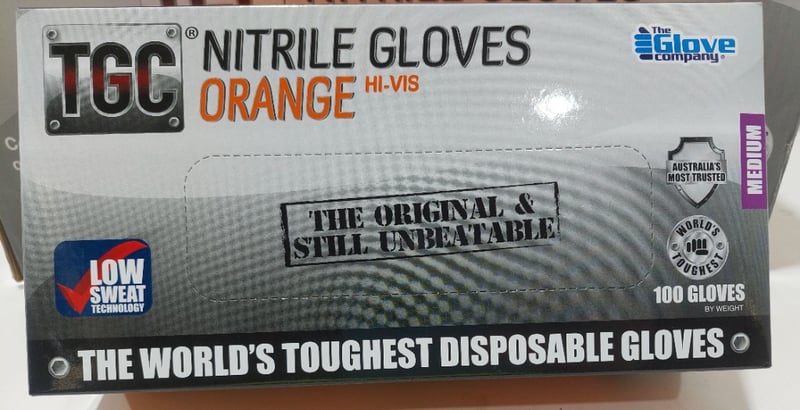 TGC®
NITRILE GLOVES
ORANGE HI-VIS
The
Glove
company
AUSTRALIA'S
MOST TRUSTED
MEDIUM
THE ORIGINAL &
STILL UNBEATABLE
WORLD'S
TOUGHEST
LOW
SWEAT
TECHNOLOGY
100 GLOVES
BY WEIGHT
THE WORLD'S TOUGHEST DISPOSABLE GLOVES